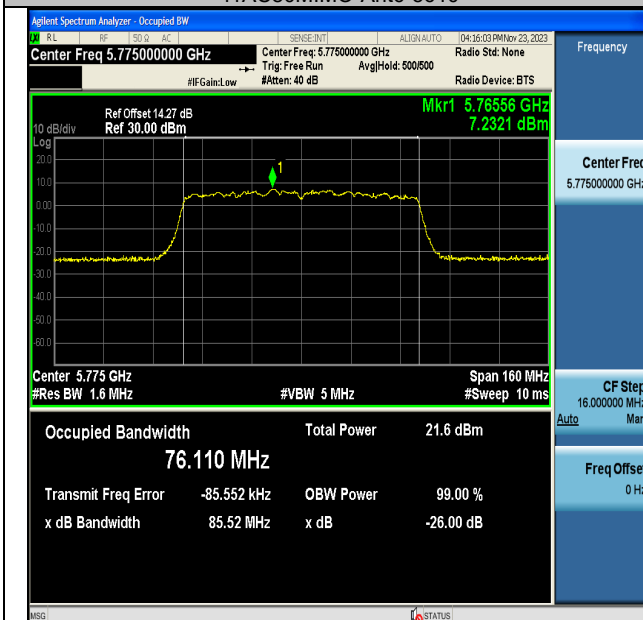 Agilent Spectrum Analyzer - Occupied BW
LXI RL RF 50 Ω AC SENSE:INT ALIGN AUTO 04:16:03 PM Nov 23, 2023
Center Freq 5.775000000 GHz
Center Freq: 5.775000000 GHz
Radio Std: None
Trig: Free Run Avg|Hold: 500/500
#IFGain:Low #Atten: 40 dB Radio Device: BTS
Frequency
Ref Offset 14.27 dB
Mkr1 5.76556 GHz
10 dB/div Ref 30.00 dBm 7.2321 dBm
Log
20.0
1
10.0
0.00
-10.0
-20.0
-30.0
-40.0
-50.0
-60.0
Center 5.775 GHz Span 160 MHz
#Res BW 1.6 MHz #VBW 5 MHz #Sweep 10 ms
Occupied Bandwidth Total Power 21.6 dBm
76.110 MHz
Transmit Freq Error -85.552 kHz OBW Power 99.00 %
x dB Bandwidth 85.52 MHz x dB -26.00 dB
Center Freq
5.775000000 GHz
CF Step
16.000000 MHz
Auto Man
Freq Offset
0 Hz
MSG STATUS